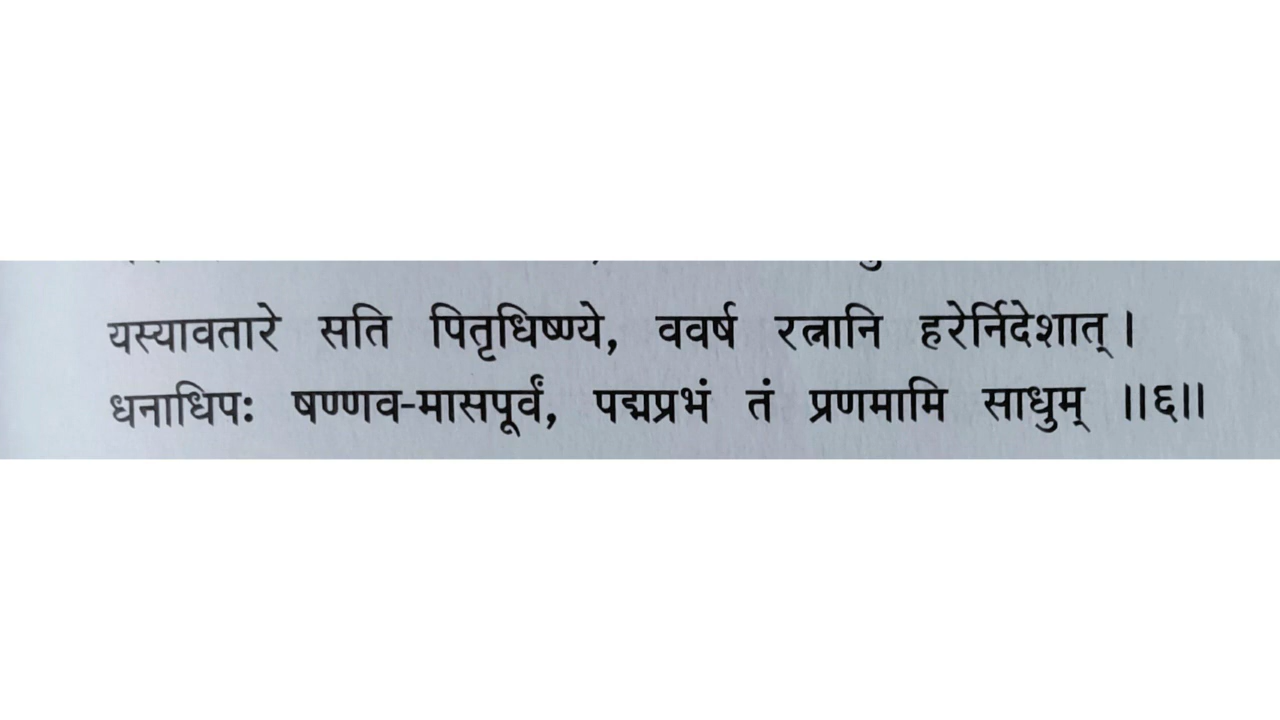 यस्यावतारे सति पितृधिष्ण्ये, ववर्ष रत्नानि हरेर्निदेशात् ।
धनाधिपः षण्णव-मासपूर्वं, पद्मप्रभं तं प्रणमामि साधुम् ॥६॥